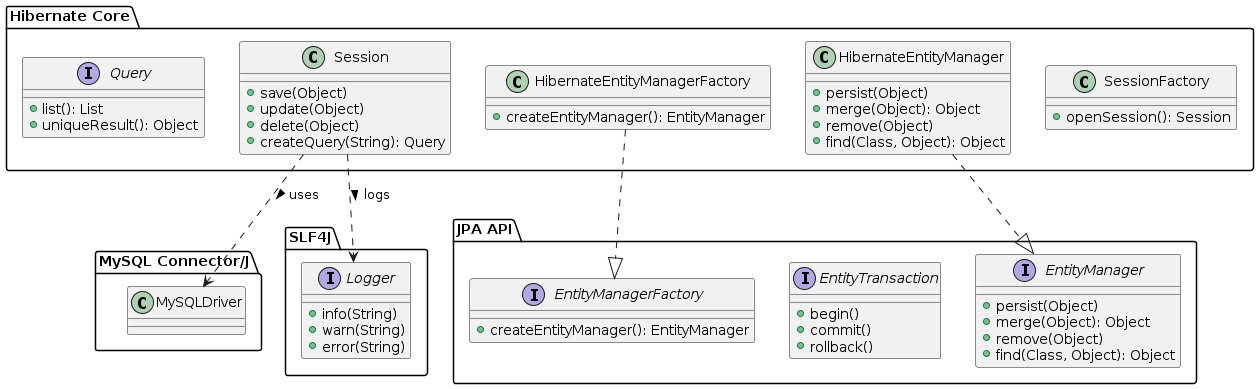 Hibernate Core
I Query
list(): List
uniqueResult(): Object
C Session
save(Object)
update(Object)
delete(Object)
createQuery(String): Query
C HibernateEntityManagerFactory
createEntityManager(): EntityManager
C HibernateEntityManager
persist(Object)
merge(Object): Object
remove(Object)
find(Class, Object): Object
C SessionFactory
openSession(): Session
uses
logs
MySQL Connector/J
C MySQLDriver
SLF4J
I Logger
info(String)
warn(String)
error(String)
JPA API
I EntityManagerFactory
createEntityManager(): EntityManager
I EntityTransaction
begin()
commit()
rollback()
I EntityManager
persist(Object)
merge(Object): Object
remove(Object)
find(Class, Object): Object